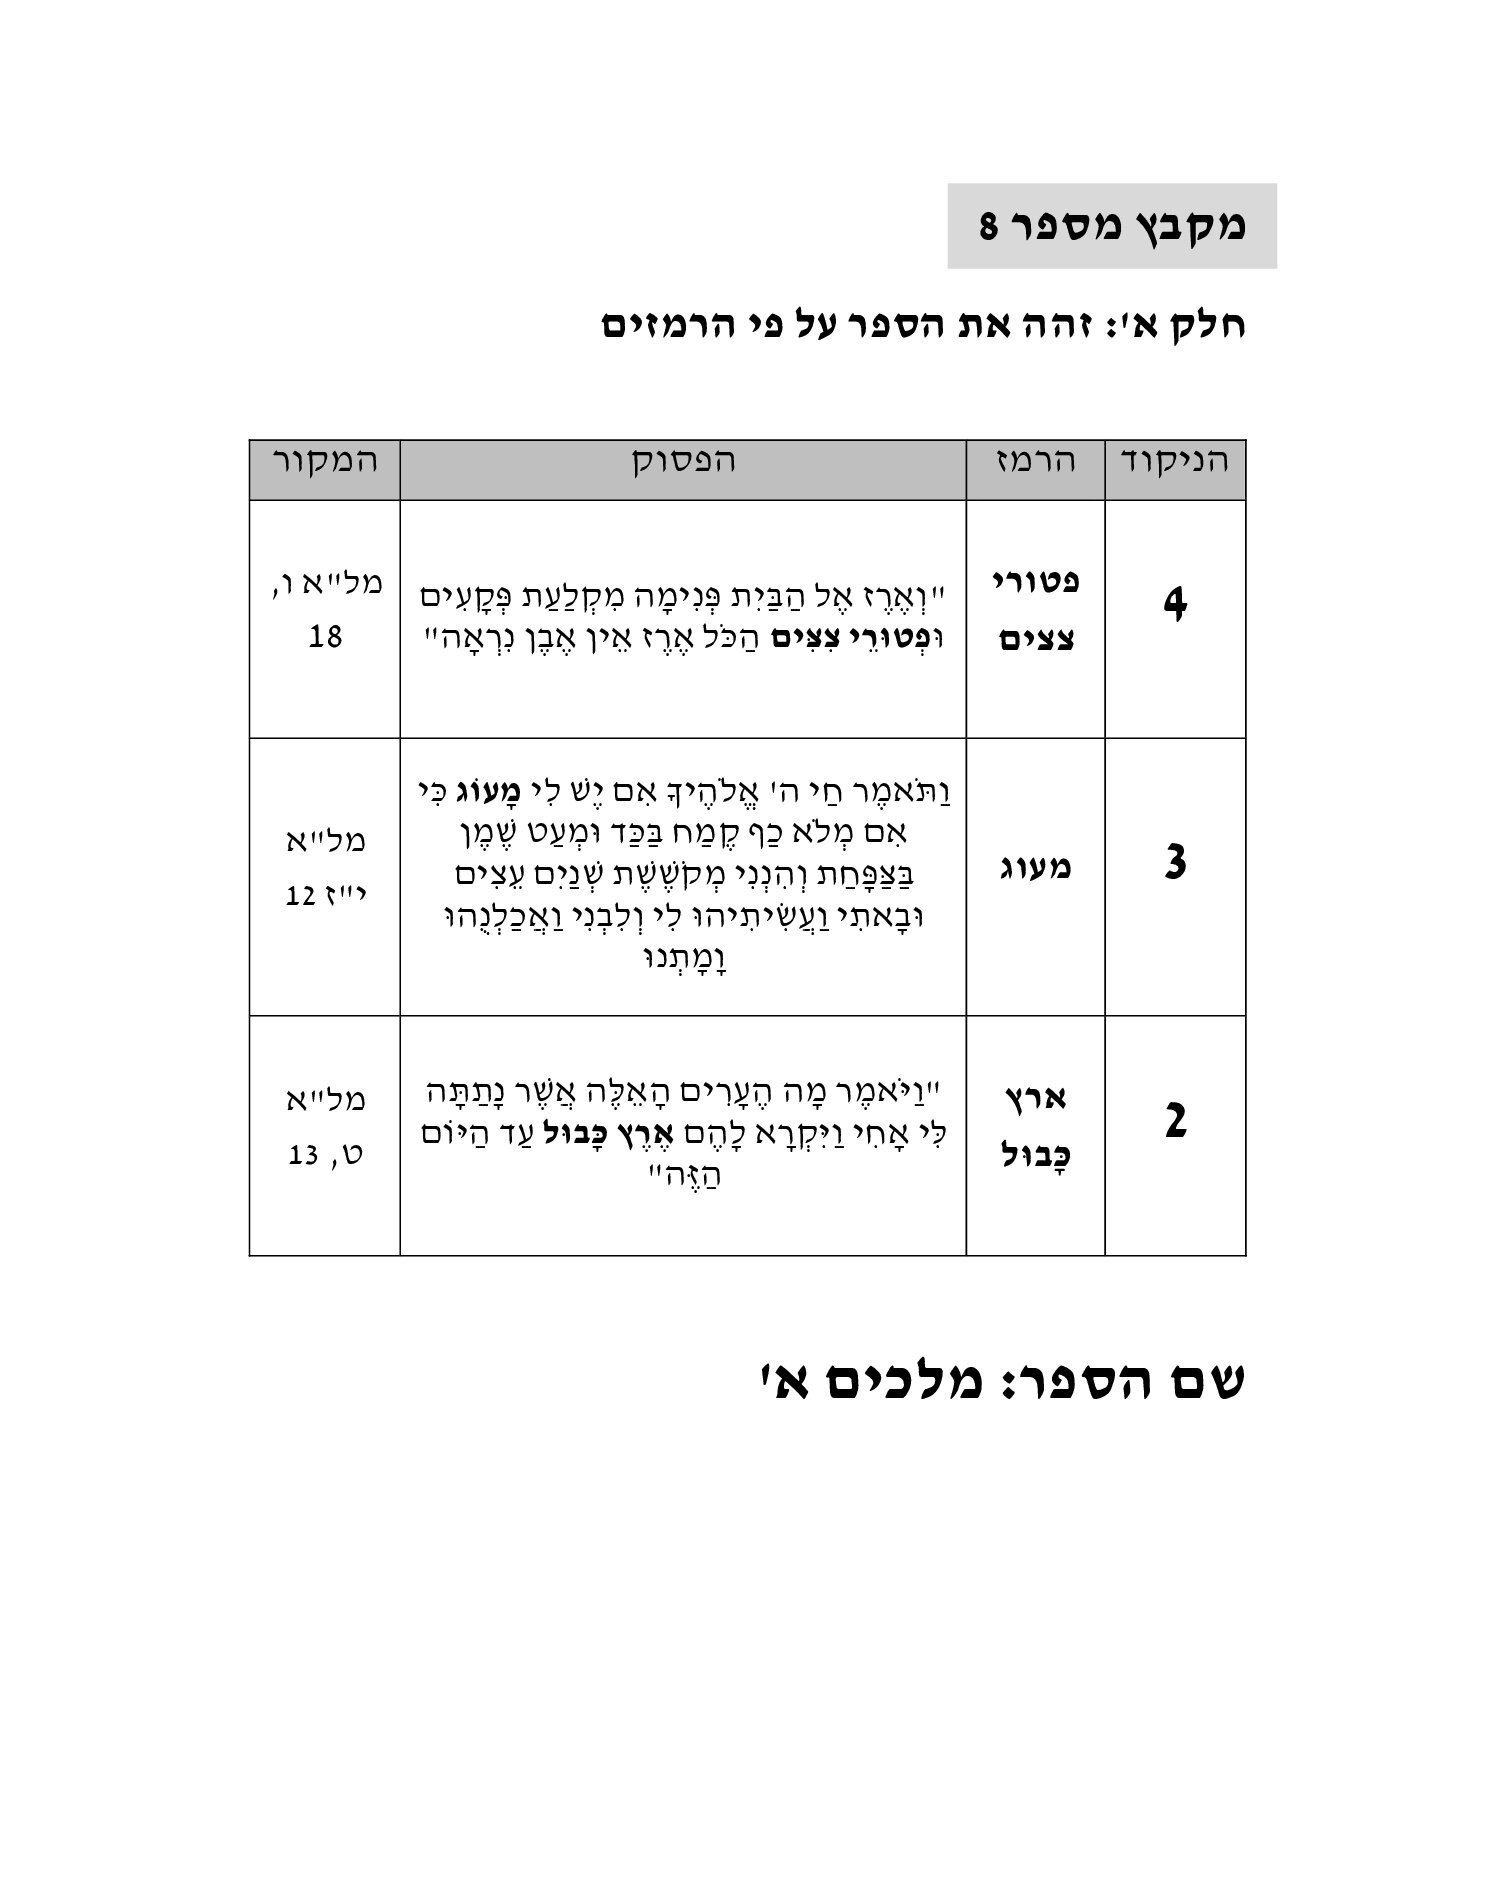 מקבץ מספר 8
חלק א': זהה את הספר על פי הרמזים
הניקוד הרמז הפסוק המקור
4
פטורי
צצים
"וְאֶרֶז אֶל הַבַּיִת פְּנִימָה מִקְלַעַת פְּקָעִים
וּפְטוּרֵי צִצִּים הַכֹּל אֶרֶז אֵין אֶבֶן נִרְאָה"
מל"א ו,
18
3
מעוג
וַתֹּאמֶר חַי ה' אֱלֹהֶיךָ אִם יֶשׁ לִי מָעוֹג כִּי
אִם מְלֹא כַף קֶמַח בַּכַּד וּמְעַט שֶׁמֶן
בַּצַּפָּחַת וְהִנְנִי מְקֹשֶׁשֶׁת שְׁנַיִם עֵצִים
וּבָאתִי וַעֲשִׂיתִיהוּ לִי וְלִבְנִי וַאֲכַלְנֻהוּ
וָמָתְנוּ
מל"א
י"ז 12
2
ארץ
כָּבוּל
"וַיֹּאמֶר מָה הֶעָרִים הָאֵלֶּה אֲשֶׁר נָתַתָּה
לִּי אָחִי וַיִּקְרָא לָהֶם אֶרֶץ כָּבוּל עַד הַיּוֹם
הַזֶּה"
מל"א
ט, 13
שם הספר: מלכים א'